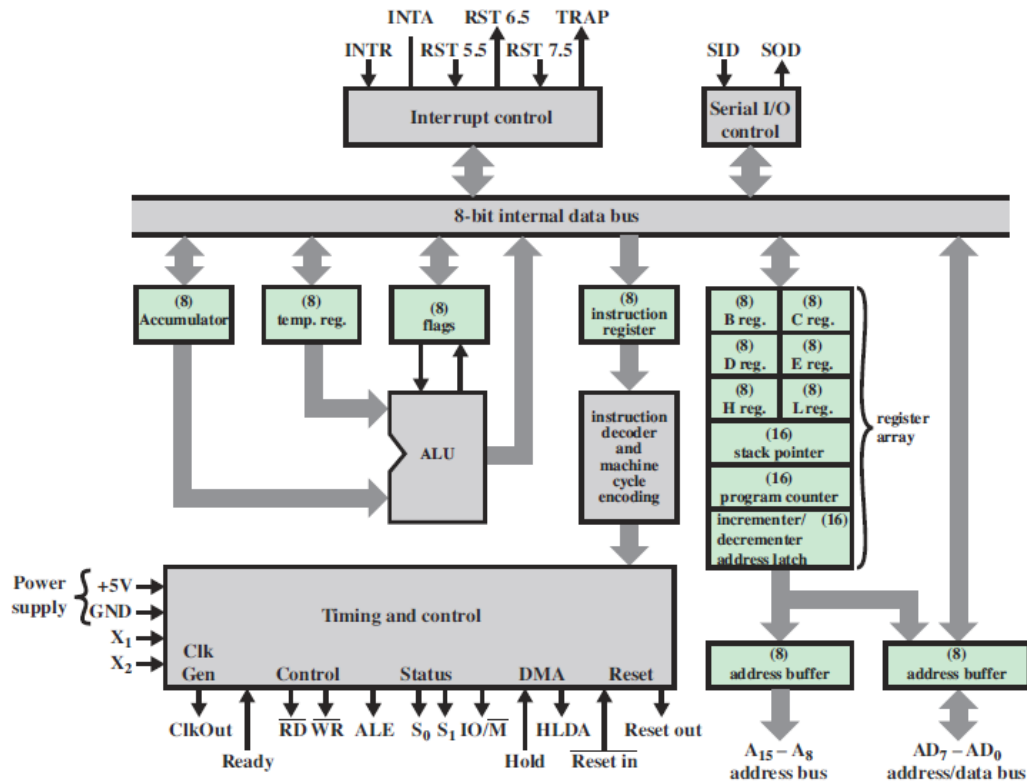 INTA RST 6.5 TRAP
INTR RST 5.5 RST 7.5
SID SOD
Interrupt control
Serial I/O
control
8-bit internal data bus
(8)
Accumulator
(8)
temp. reg.
(8)
flags
(8)
instruction
register
(8)
B reg.
(8)
C reg.
(8)
D reg.
(8)
E reg.
(8)
H reg.
(8)
L reg.
(16)
stack pointer
(16)
program counter
incrementer/ (16)
decrementer
address latch
register
array
ALU
instruction
decoder
and
machine
cycle
encoding
Power
supply
+5V
GND
X₁
X₂
Timing and control
Clk
Gen
Control
Status
DMA
Reset
ClkOut
Ready
R̅D̅
W̅R̅
ALE
S₀ S₁ IO/M̅
Hold
HLDA
R̅e̅s̅e̅t̅ ̅i̅n̅
Reset out
(8)
address buffer
(8)
address buffer
A₁₅ – A₈
address bus
AD₇ – AD₀
address/data bus